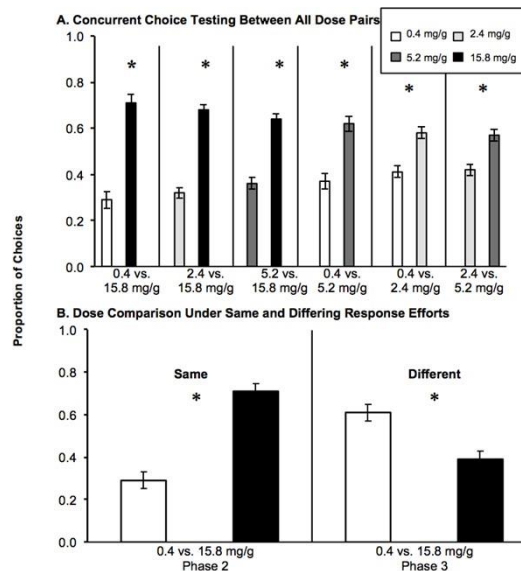 A. Concurrent Choice Testing Between All Dose Pairs
0.4 mg/g 2.4 mg/g
5.2 mg/g 15.8 mg/g
1.0
0.8
0.6
0.4
0.2
0.0
* * * * * *
0.4 vs. 2.4 vs. 5.2 vs. 0.4 vs. 0.4 vs. 2.4 vs.
15.8 mg/g 15.8 mg/g 15.8 mg/g 5.2 mg/g 2.4 mg/g 5.2 mg/g
Proportion of Choices
B. Dose Comparison Under Same and Differing Response Efforts
1.0
0.8
0.6
0.4
0.2
0.0
Same Different
* *
0.4 vs. 15.8 mg/g 0.4 vs. 15.8 mg/g
Phase 2 Phase 3